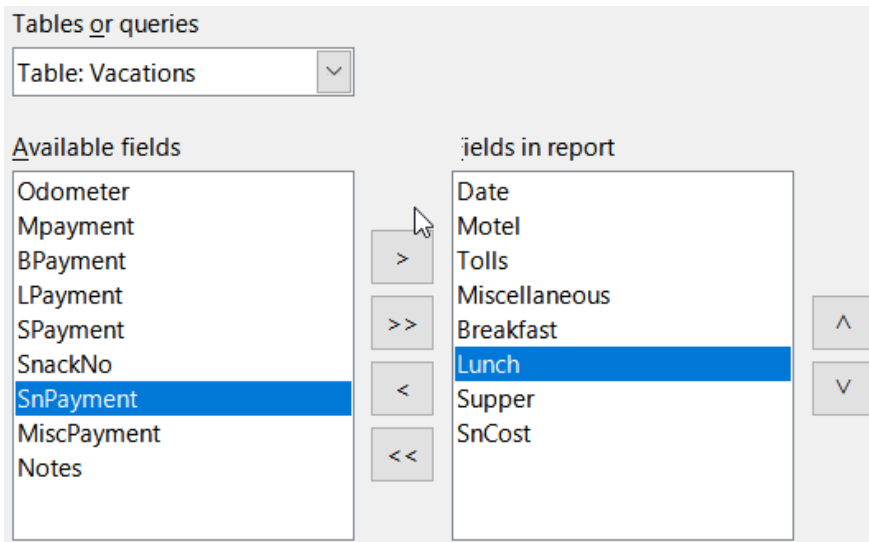 Tables or queries
Table: Vacations
Available fields
Odometer
Mpayment
BPayment
LPayment
SPayment
SnackNo
SnPayment
MiscPayment
Notes
>
>>
<
<<
ields in report
Date
Motel
Tolls
Miscellaneous
Breakfast
Lunch
Supper
SnCost